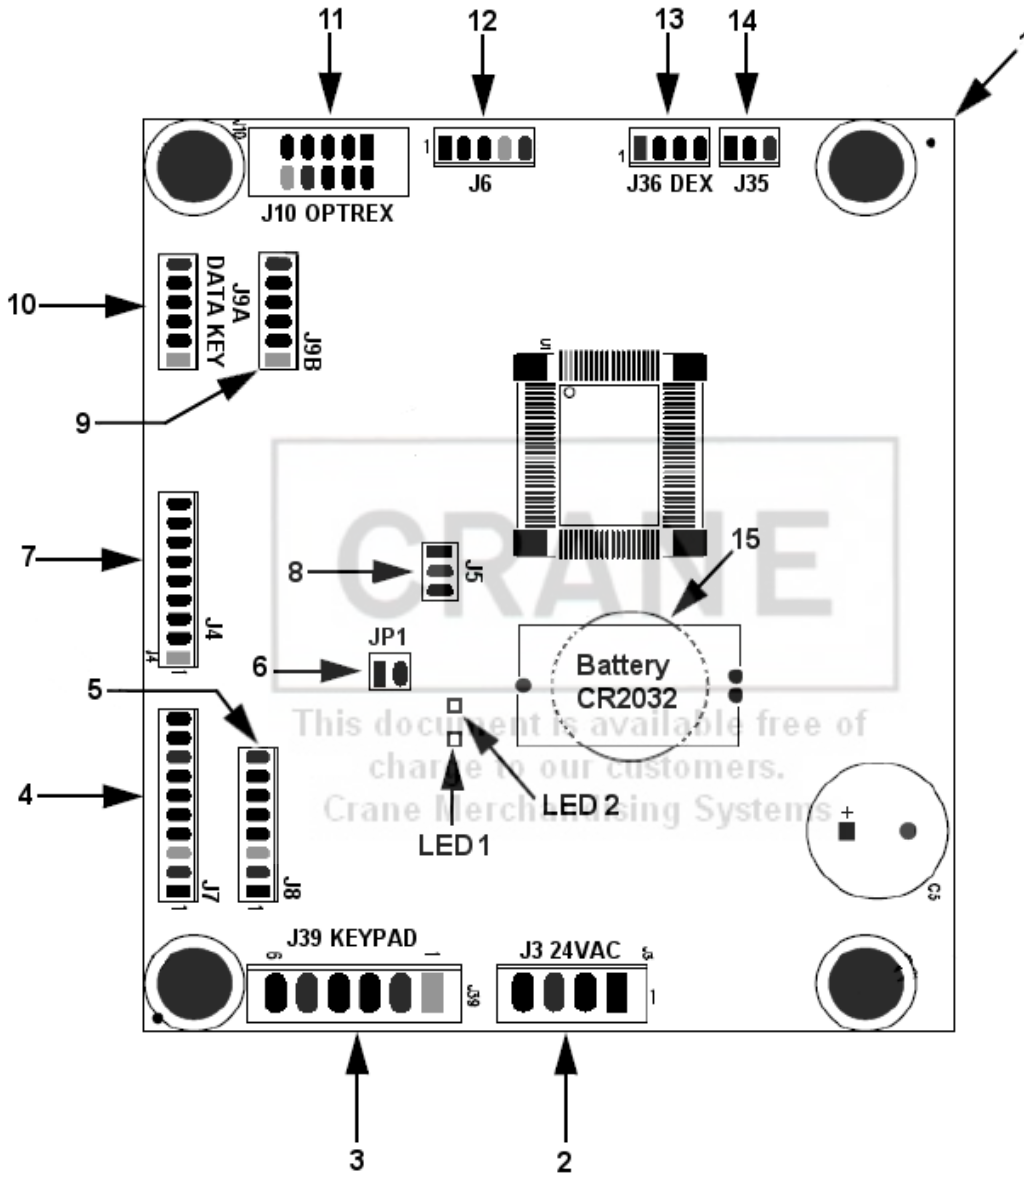 11
12
13
14
1
J10
1
1
J6
J36 DEX
J35
J10 OPTREX
10
DATA KEY
J9A
J9B
9
CRANE
7
8
J5
15
J4
J4
1
JP1
6
Battery
CR2032
5
This document is available free of
charge to our customers.
Crane Merchandising Systems
4
LED 2
LED 1
+
C5
J7
J8
1
1
J39 KEYPAD
6
1
J39
J3 24VAC
J3
1
3
2